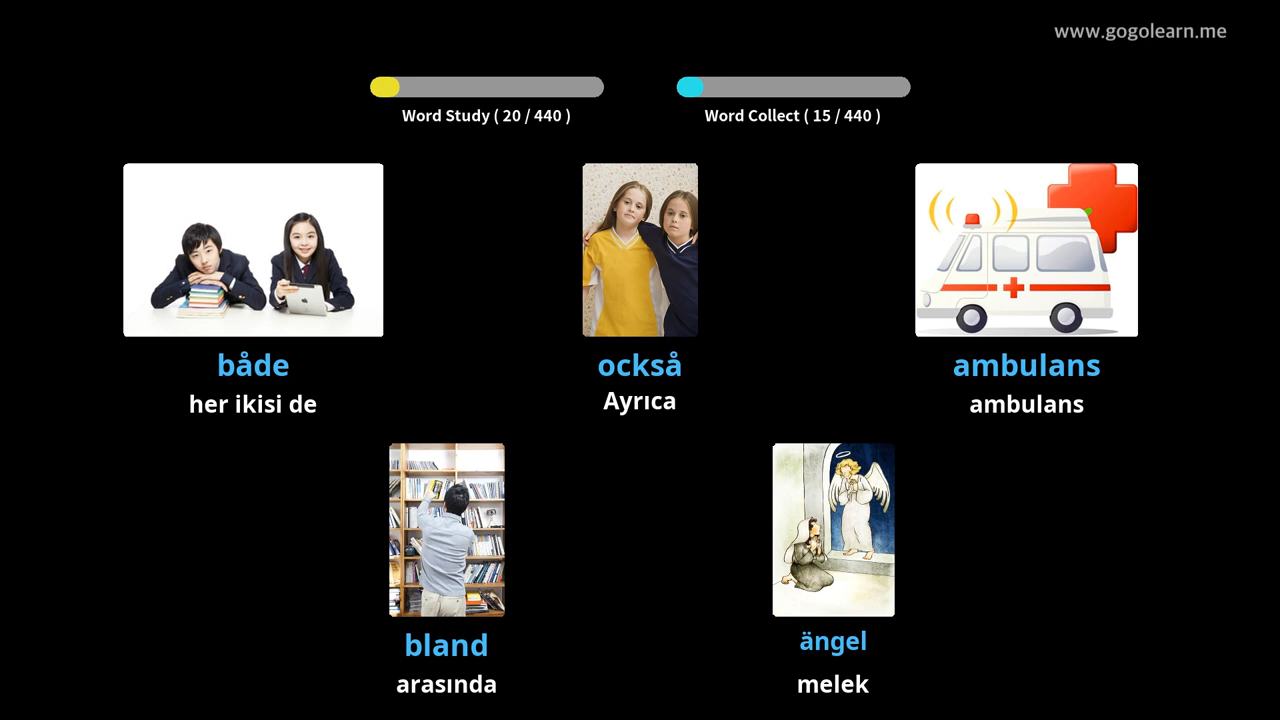 www.gogolearn.me
Word Study ( 20 / 440 )
Word Collect ( 15 / 440 )
både
her ikisi de
också
Ayrıca
ambulans
ambulans
bland
arasında
ängel
melek